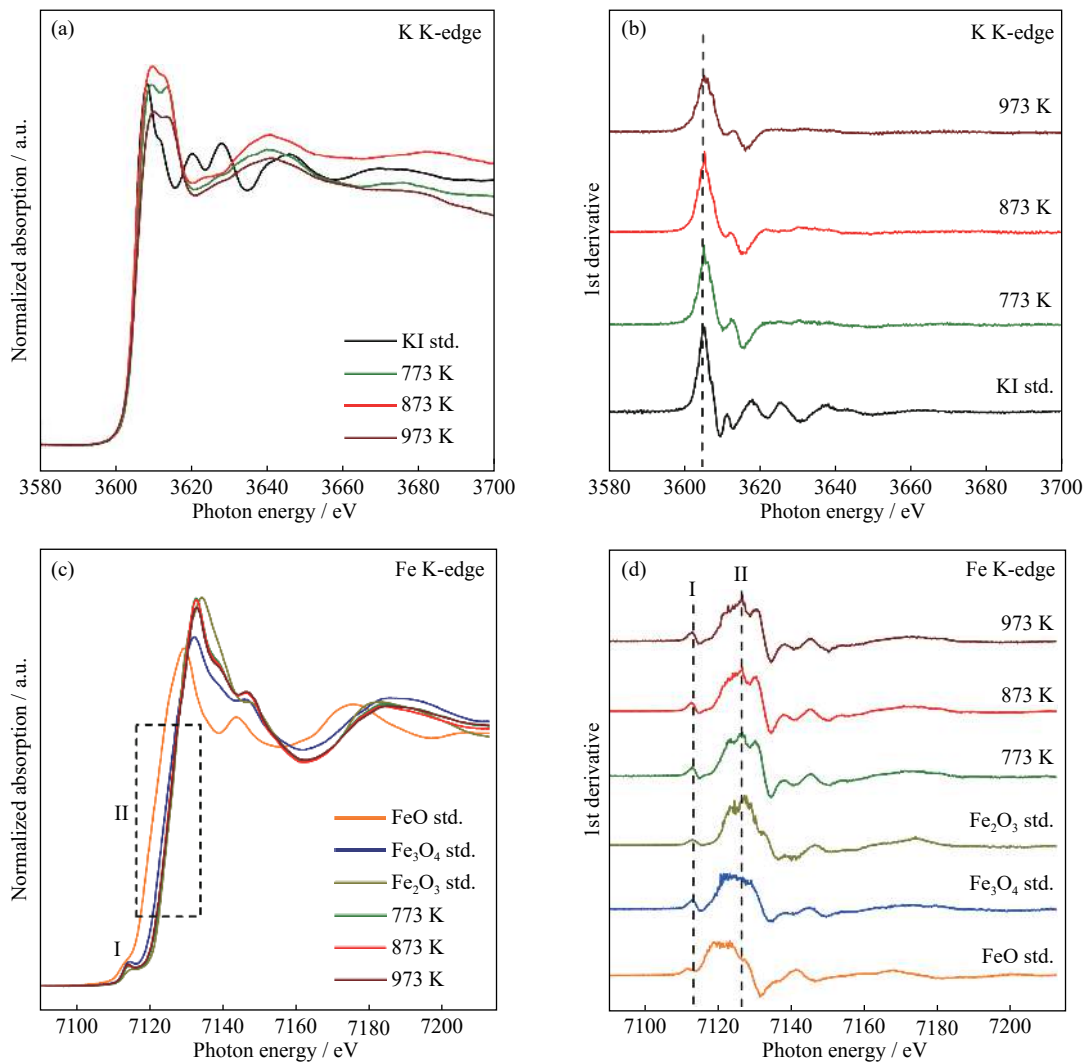 (a)
K K-edge
Normalized absorption / a.u.
KI std.
773 K
873 K
973 K
3580 3600 3620 3640 3660 3680 3700
Photon energy / eV
(b)
K K-edge
1st derivative
973 K
873 K
773 K
KI std.
3580 3600 3620 3640 3660 3680 3700
Photon energy / eV
(c)
Fe K-edge
Normalized absorption / a.u.
II
I
FeO std.
Fe₃O₄ std.
Fe₂O₃ std.
773 K
873 K
973 K
7100 7120 7140 7160 7180 7200
Photon energy / eV
(d)
Fe K-edge
I II
1st derivative
973 K
873 K
773 K
Fe₂O₃ std.
Fe₃O₄ std.
FeO std.
7100 7120 7140 7160 7180 7200
Photon energy / eV